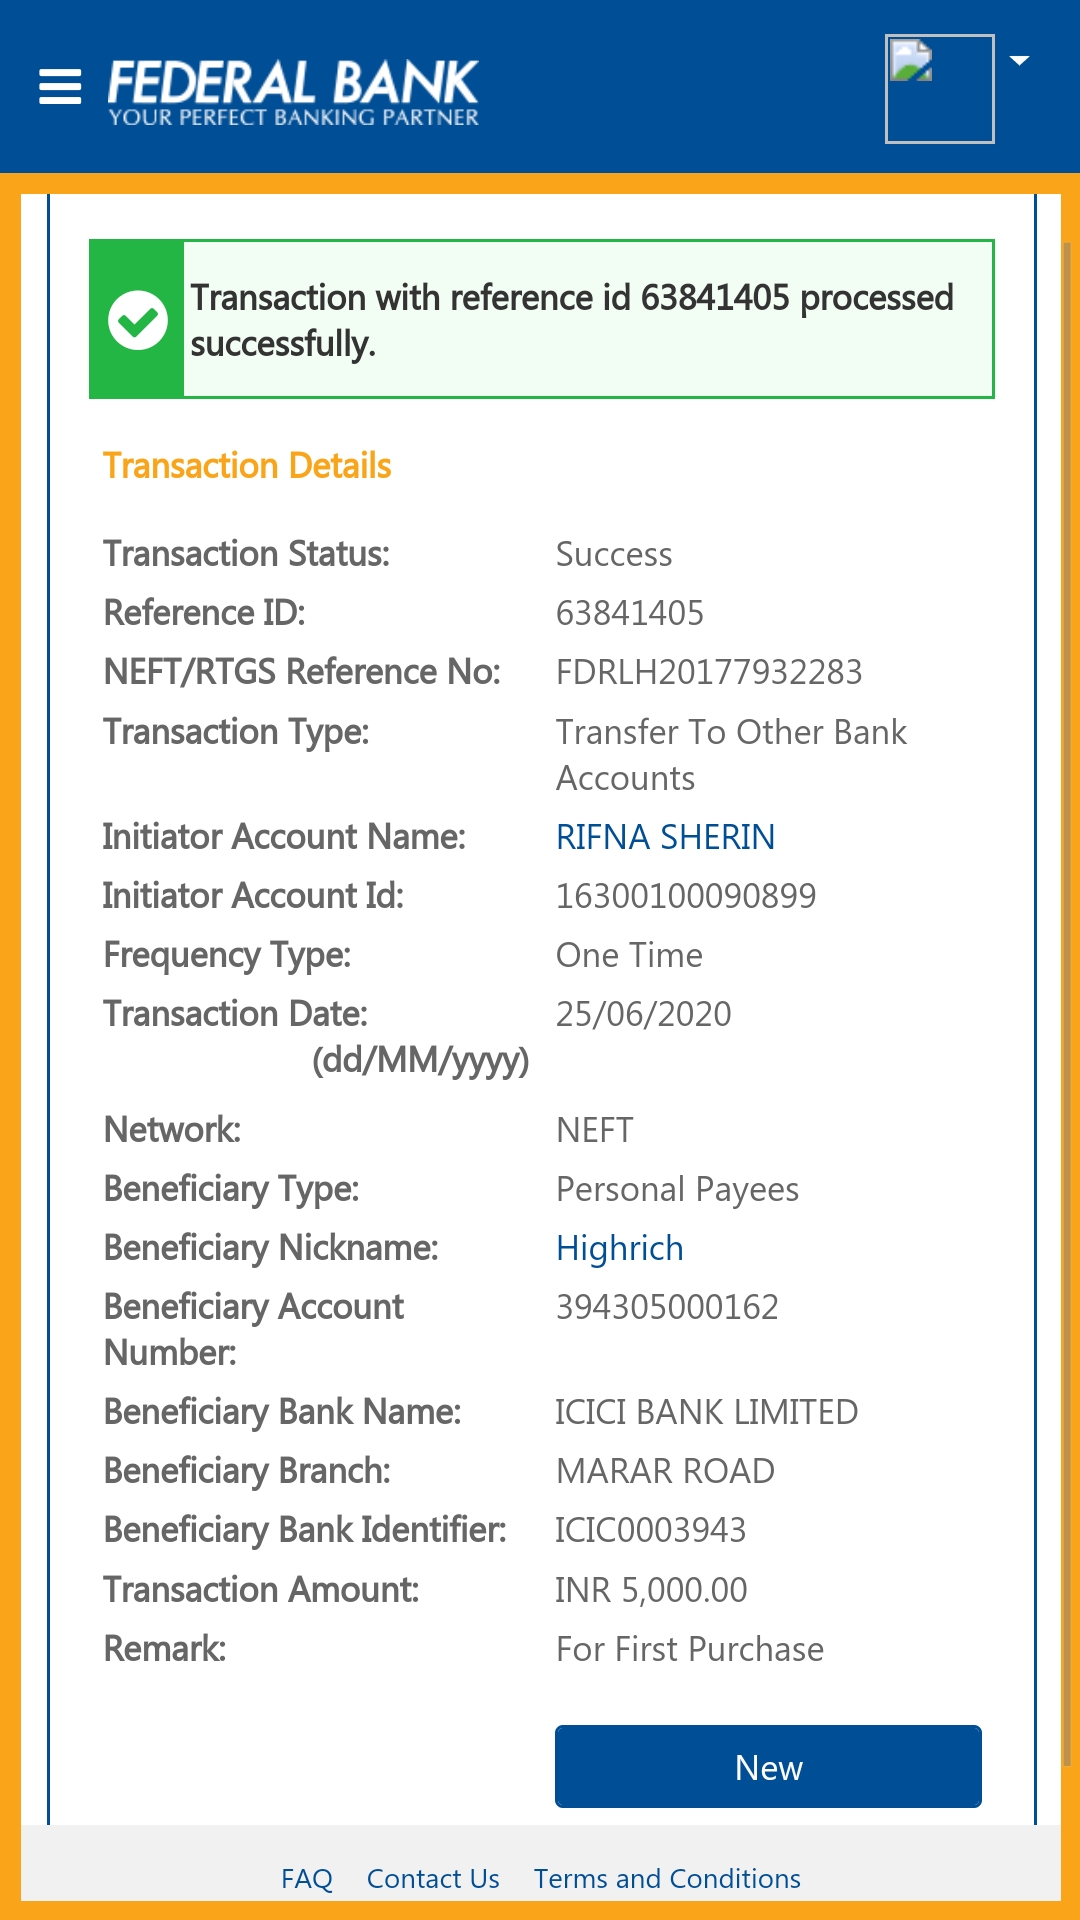 FEDERAL BANK
YOUR PERFECT BANKING PARTNER
Transaction with reference id 63841405 processed
successfully.
Transaction Details
Transaction Status: Success
Reference ID: 63841405
NEFT/RTGS Reference No: FDRLH20177932283
Transaction Type: Transfer To Other Bank
Accounts
Initiator Account Name: RIFNA SHERIN
Initiator Account Id: 16300100090899
Frequency Type: One Time
Transaction Date: 25/06/2020
(dd/MM/yyyy)
Network: NEFT
Beneficiary Type: Personal Payees
Beneficiary Nickname: Highrich
Beneficiary Account 394305000162
Number:
Beneficiary Bank Name: ICICI BANK LIMITED
Beneficiary Branch: MARAR ROAD
Beneficiary Bank Identifier: ICIC0003943
Transaction Amount: INR 5,000.00
Remark: For First Purchase
New
FAQ Contact Us Terms and Conditions